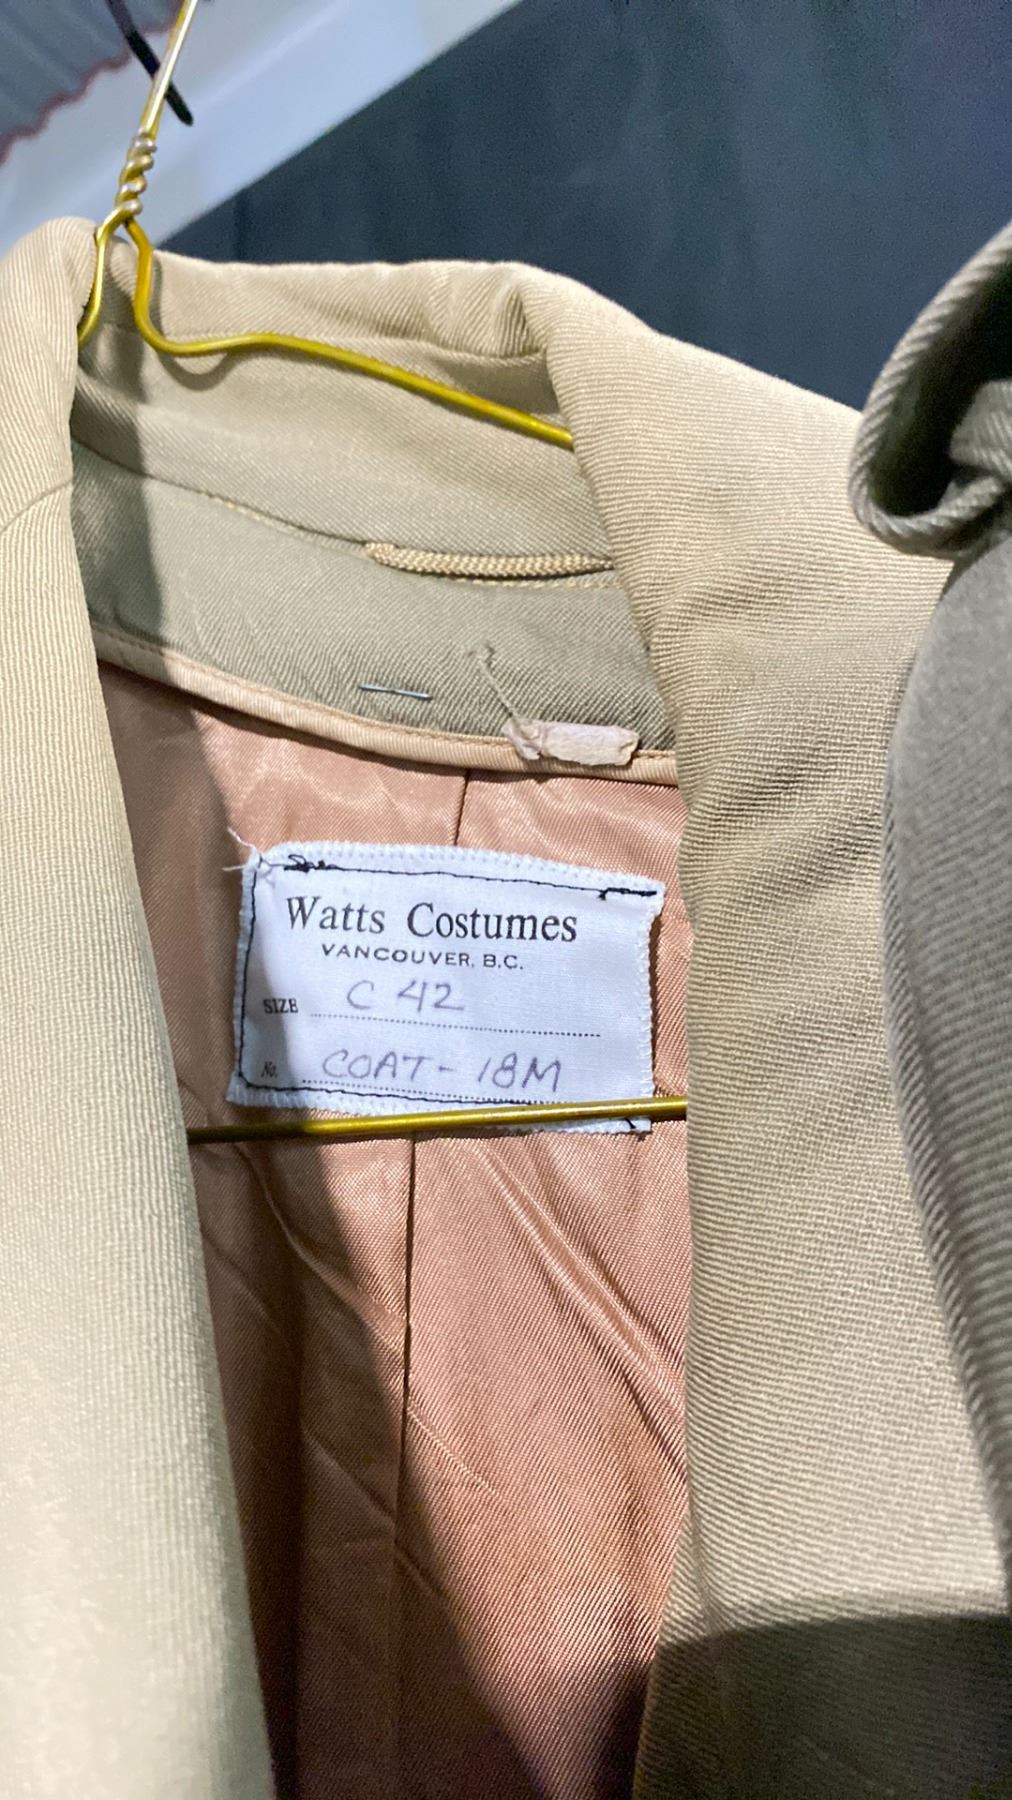 Watts Costumes
VANCOUVER, B.C.
SIZE C 42
No. COAT - 18M